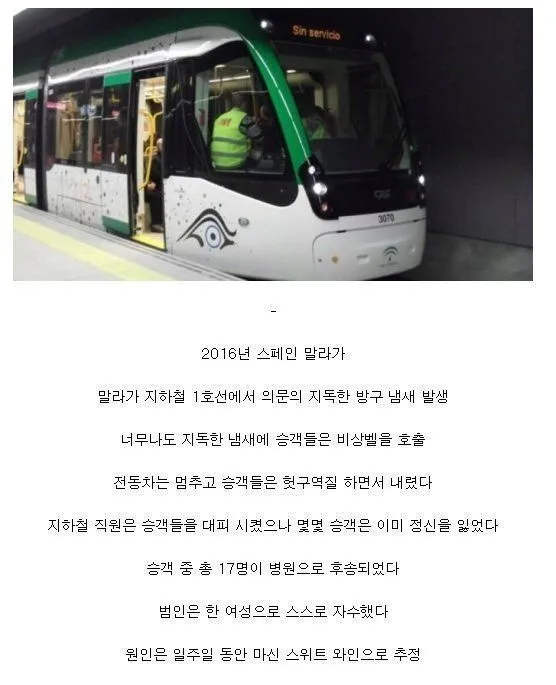 Sin servicio
3070
-
2016년 스페인 말라가
말라가 지하철 1호선에서 의문의 지독한 방구 냄새 발생
너무나도 지독한 냄새에 승객들은 비상벨을 호출
전동차는 멈추고 승객들은 헛구역질 하면서 내렸다
지하철 직원은 승객들을 대피 시켰으나 몇몇 승객은 이미 정신을 잃었다
승객 중 총 17명이 병원으로 후송되었다
범인은 한 여성으로 스스로 자수했다
원인은 일주일 동안 마신 스위트 와인으로 추정